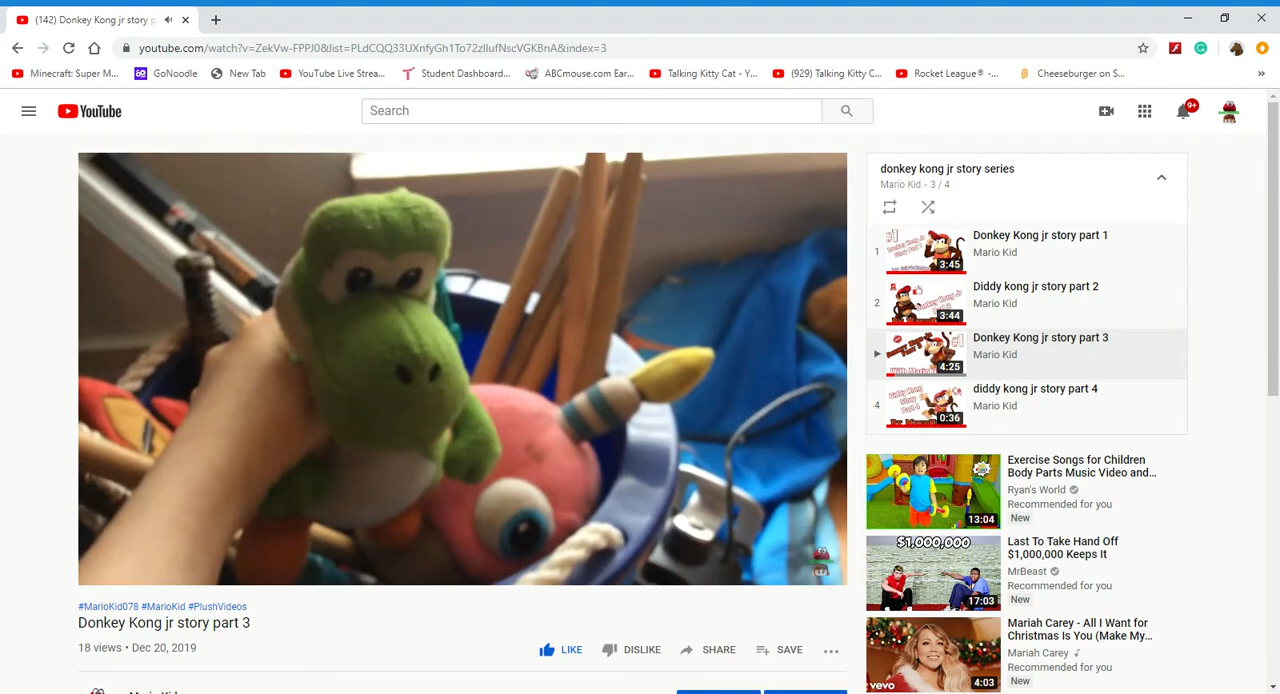 (142) Donkey Kong jr story p
youtube.com/watch?v=ZekVw-FPPJ0&list=PLdCQQ33UXnfyGh1To72zIlufNscVGKBnA&index=3
Minecraft: Super M...
GoNoodle
New Tab
YouTube Live Strea...
Student Dashboard...
ABCmouse.com Ear...
Talking Kitty Cat - Y...
(929) Talking Kitty C...
Rocket League® -...
Cheeseburger on S...
YouTube
Search
9+
donkey kong jr story series
Mario Kid - 3 / 4
1
#1
3:45
Donkey Kong jr story part 1
Mario Kid
2
3:44
Diddy kong jr story part 2
Mario Kid
#1
4:25
Donkey Kong jr story part 3
Mario Kid
4
Diddy Kong
Story
Part 4
0:36
diddy kong jr story part 4
Mario Kid
13:04
Exercise Songs for Children
Body Parts Music Video and...
Ryan's World
Recommended for you
New
$1,000,000
17:03
Last To Take Hand Off
$1,000,000 Keeps It
MrBeast
Recommended for you
New
vevo
4:03
Mariah Carey - All I Want for
Christmas Is You (Make My...
Mariah Carey
Recommended for you
New
#MarioKid078 #MarioKid #PlushVideos
Donkey Kong jr story part 3
18 views • Dec 20, 2019
LIKE
DISLIKE
SHARE
SAVE